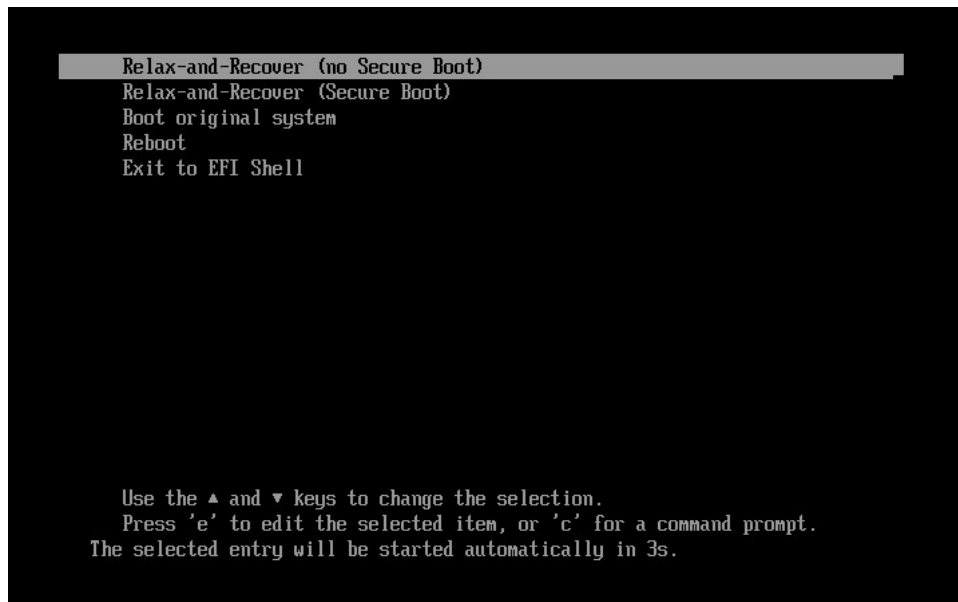 Relax-and-Recover (no Secure Boot)
Relax-and-Recover (Secure Boot)
Boot original system
Reboot
Exit to EFI Shell
Use the ▲ and ▼ keys to change the selection.
Press 'e' to edit the selected item, or 'c' for a command prompt.
The selected entry will be started automatically in 3s.